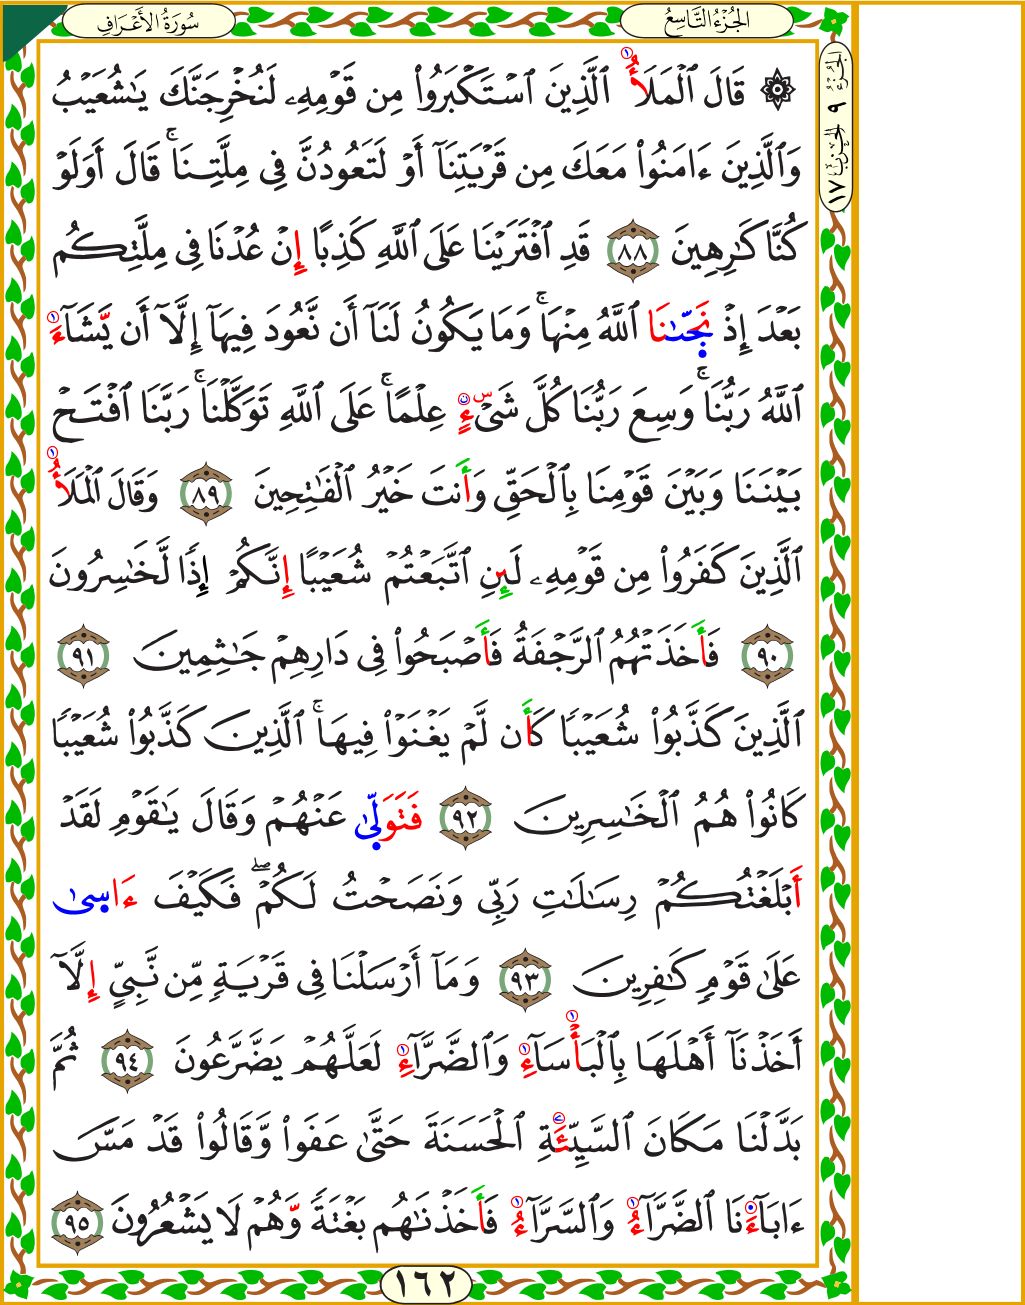 سُورَةُ الأَعْرَافِ
الجُزْءُ التَّاسِعُ
۞ قَالَ ٱلْمَلَأُ ٱلَّذِينَ ٱسْتَكْبَرُوا۟ مِن قَوْمِهِۦ لَنُخْرِجَنَّكَ يَـٰشُعَيْبُ
وَٱلَّذِينَ ءَامَنُوا۟ مَعَكَ مِن قَرْيَتِنَآ أَوْ لَتَعُودُنَّ فِى مِلَّتِنَا ۚ قَالَ أَوَلَوْ
كُنَّا كَـٰرِهِينَ ٨٨ قَدِ ٱفْتَرَيْنَا عَلَى ٱللَّهِ كَذِبًا إِنْ عُدْنَا فِى مِلَّتِكُم
بَعْدَ إِذْ نَجَّىٰنَا ٱللَّهُ مِنْهَا ۚ وَمَا يَكُونُ لَنَآ أَن نَّعُودَ فِيهَآ إِلَّآ أَن يَّشَآءَ
ٱللَّهُ رَبُّنَا ۚ وَسِعَ رَبُّنَا كُلَّ شَىْءٍ عِلْمًا ۚ عَلَى ٱللَّهِ تَوَكَّلْنَا ۚ رَبَّنَا ٱفْتَحْ
بَيْنَنَا وَبَيْنَ قَوْمِنَا بِٱلْحَقِّ وَأَنتَ خَيْرُ ٱلْفَـٰتِحِينَ ٨٩ وَقَالَ ٱلْمَلَأُ
ٱلَّذِينَ كَفَرُوا۟ مِن قَوْمِهِۦ لَئِنِ ٱتَّبَعْتُمْ شُعَيْبًا إِنَّكُمْ إِذًا لَّخَـٰسِرُونَ
٩٠ فَأَخَذَتْهُمُ ٱلرَّجْفَةُ فَأَصْبَحُوا۟ فِى دَارِهِمْ جَـٰثِمِينَ ٩١
ٱلَّذِينَ كَذَّبُوا۟ شُعَيْبًا كَأَن لَّمْ يَغْنَوْا۟ فِيهَا ۚ ٱلَّذِينَ كَذَّبُوا۟ شُعَيْبًا
كَانُوا۟ هُمُ ٱلْخَـٰسِرِينَ ٩٢ فَتَوَلَّىٰ عَنْهُمْ وَقَالَ يَـٰقَوْمِ لَقَدْ
أَبْلَغْتُكُمْ رِسَـٰلَـٰتِ رَبِّى وَنَصَحْتُ لَكُمْ ۖ فَكَيْفَ ءَاسَىٰ
عَلَىٰ قَوْمٍ كَـٰفِرِينَ ٩٣ وَمَآ أَرْسَلْنَا فِى قَرْيَةٍ مِّن نَّبِىٍّ إِلَّآ
أَخَذْنَآ أَهْلَهَا بِٱلْبَأْسَآءِ وَٱلضَّرَّآءِ لَعَلَّهُمْ يَضَّرَّعُونَ ٩٤ ثُمَّ
بَدَّلْنَا مَكَانَ ٱلسَّيِّئَةِ ٱلْحَسَنَةَ حَتَّىٰ عَفَوا۟ وَّقَالُوا۟ قَدْ مَسَّ
ءَابَآءَنَا ٱلضَّرَّآءُ وَٱلسَّرَّآءُ فَأَخَذْنَـٰهُم بَغْتَةً وَّهُمْ لَا يَشْعُرُونَ ٩٥
١٦٢
الجزء ٩ الحزب ١٧